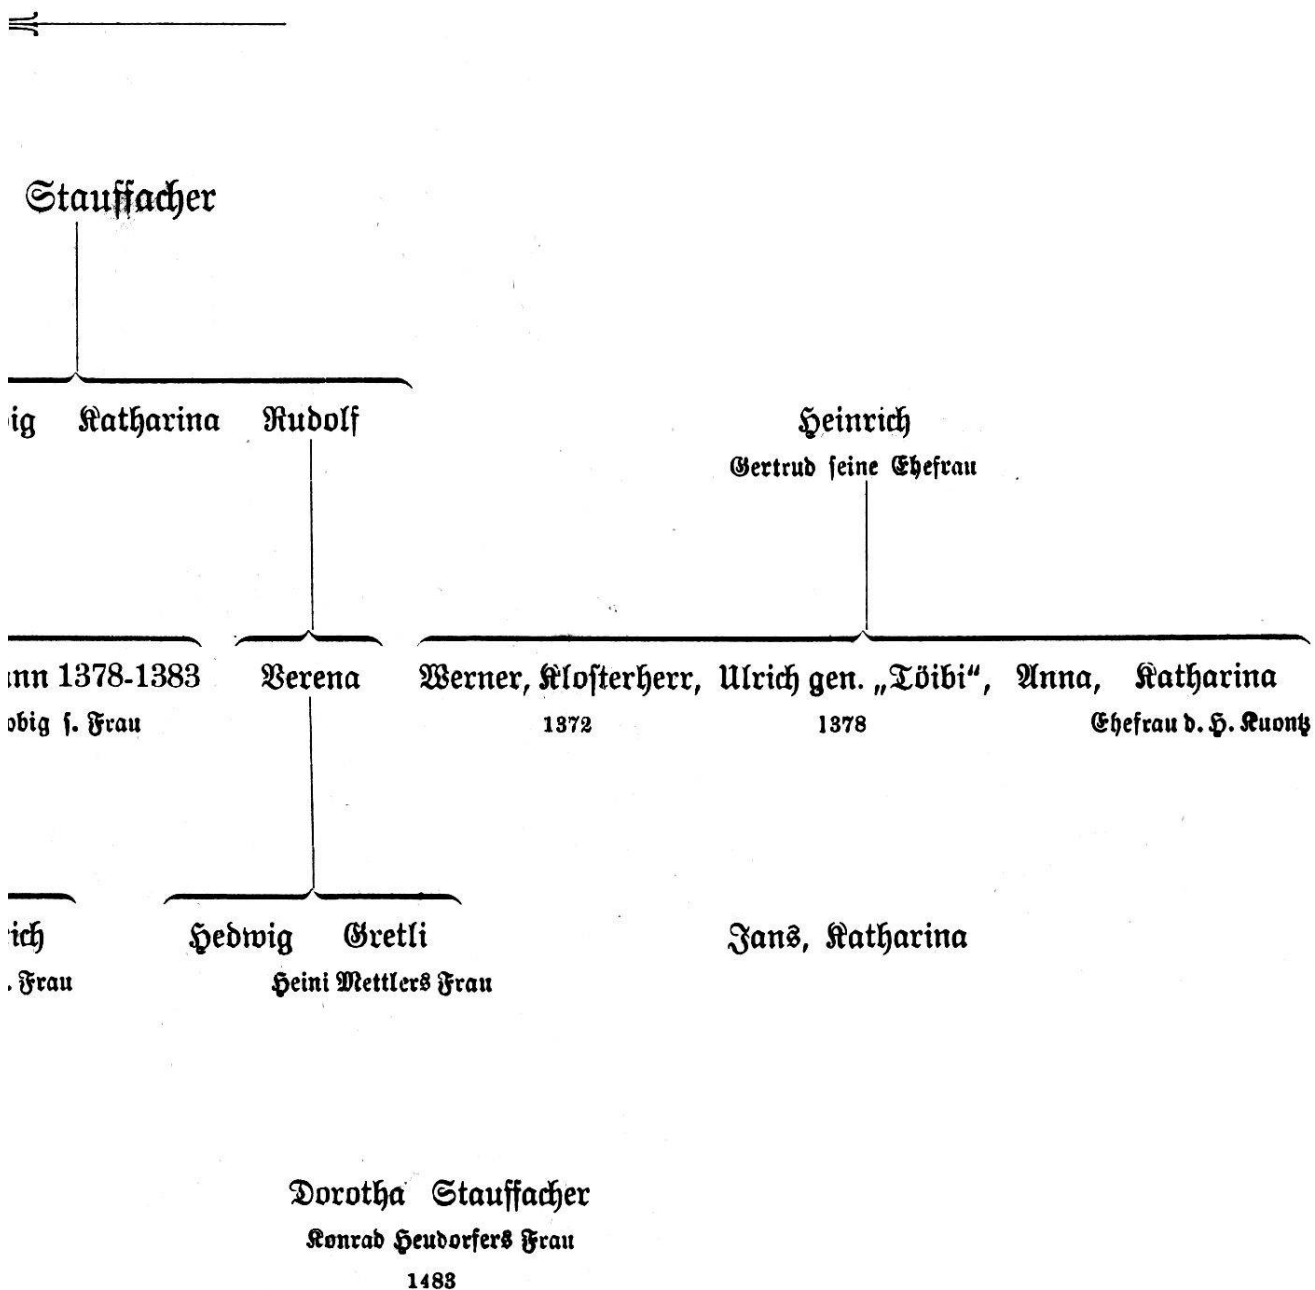 Stauffacher
ig Katharina Rudolf Heinrich
Gertrud seine Ehefrau
ann 1378-1383 Verena Werner, Klosterherr, Ulrich gen. „Töibi“, Anna, Katharina
obig s. Frau 1372 1378 Ehefrau d. H. Kuontz
ich Hedwig Gretli Jans, Katharina
. Frau Heini Mettlers Frau
Dorotha Stauffacher
Konrad Heudorfers Frau
1483